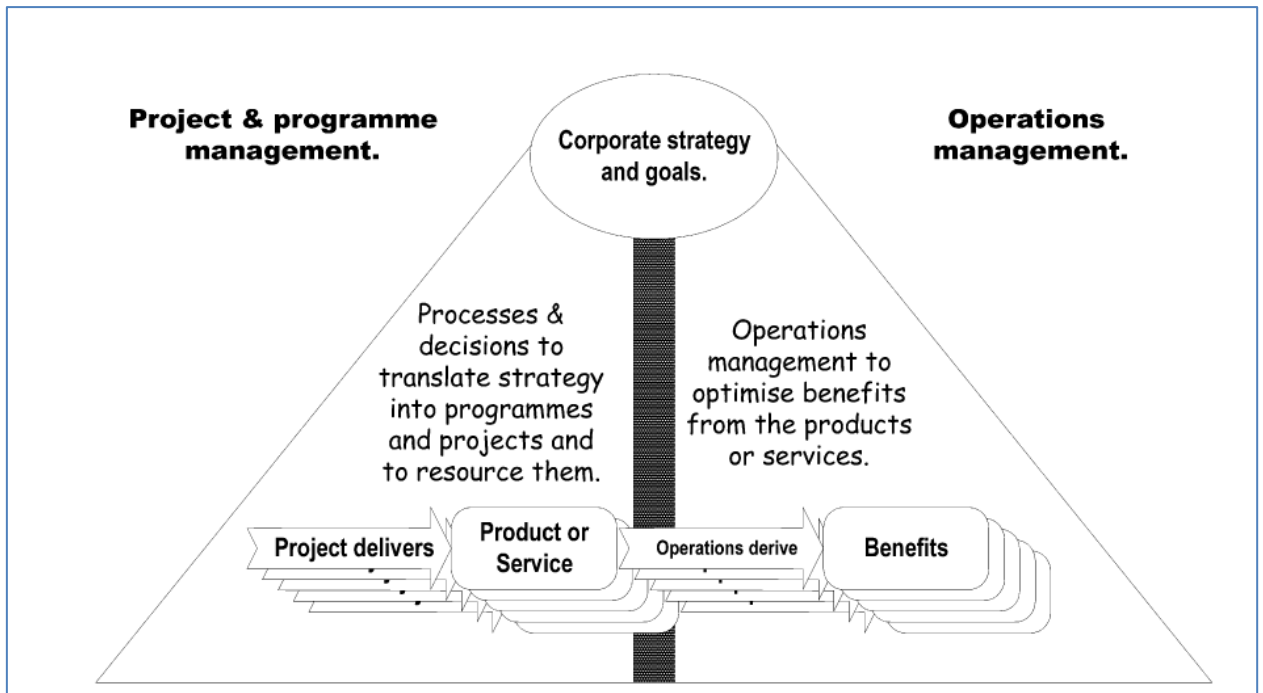 Project & programme
management.
Operations
management.
Corporate strategy
and goals.
Processes &
decisions to
translate strategy
into programmes
and projects and
to resource them.
Operations
management to
optimise benefits
from the products
or services.
Project delivers
Product or
Service
Operations derive
Benefits